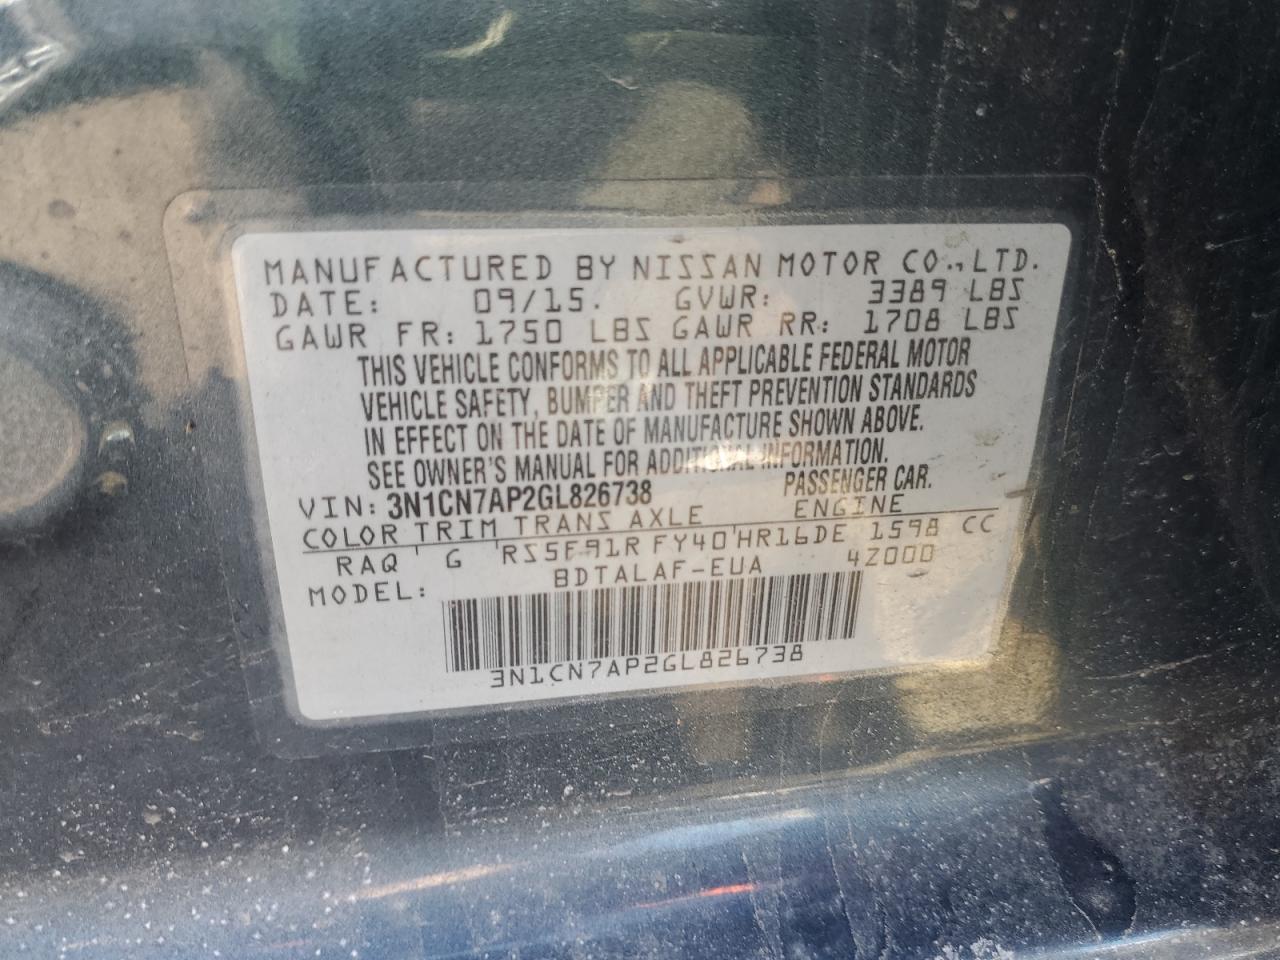 MANUFACTURED BY NISSAN MOTOR CO.,LTD.
DATE: 09/15. GVWR: 3389 LBS
GAWR FR: 1750 LBS GAWR RR: 1708 LBS
THIS VEHICLE CONFORMS TO ALL APPLICABLE FEDERAL MOTOR
VEHICLE SAFETY, BUMPER AND THEFT PREVENTION STANDARDS
IN EFFECT ON THE DATE OF MANUFACTURE SHOWN ABOVE.
SEE OWNER'S MANUAL FOR ADDITIONAL INFORMATION.
VIN: 3N1CN7AP2GL826738 PASSENGER CAR.
COLOR TRIM TRANS AXLE ENGINE
RAQ ' G ' RS5F91R FY40 ' HR16DE 1598 CC
MODEL: BDTALAF-EUA 4Z000
3N1CN7AP2GL826738